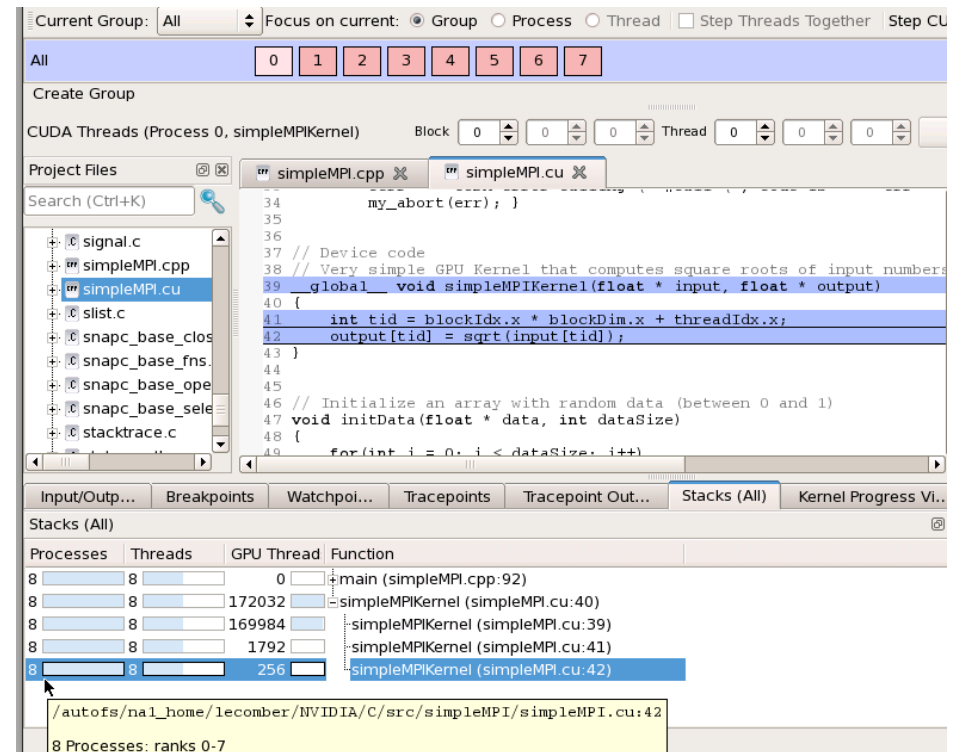 Current Group: All Focus on current: Group Process Thread Step Threads Together Step CU
All 0 1 2 3 4 5 6 7
Create Group
CUDA Threads (Process 0, simpleMPIKernel) Block 0 0 0 Thread 0 0 0
Project Files
simpleMPI.cpp simpleMPI.cu
Search (Ctrl+K)
signal.c
simpleMPI.cpp
simpleMPI.cu
slist.c
snapc_base_clos
snapc_base_fns.
snapc_base_ope
snapc_base_sele
stacktrace.c
34 my_abort(err); }
35
36
37 // Device code
38 // Very simple GPU Kernel that computes square roots of input numbers
39 __global__ void simpleMPIKernel(float * input, float * output)
40 {
41 int tid = blockIdx.x * blockDim.x + threadIdx.x;
42 output[tid] = sqrt(input[tid]);
43 }
44
45
46 // Initialize an array with random data (between 0 and 1)
47 void initData(float * data, int dataSize)
48 {
49 for(int i = 0; i < dataSize; i++)
Input/Outp... Breakpoints Watchpoi... Tracepoints Tracepoint Out... Stacks (All) Kernel Progress Vi..
Stacks (All)
Processes Threads GPU Thread Function
8 8 0 main (simpleMPI.cpp:92)
8 8 172032 simpleMPIKernel (simpleMPI.cu:40)
8 8 169984 simpleMPIKernel (simpleMPI.cu:39)
8 8 1792 simpleMPIKernel (simpleMPI.cu:41)
8 8 256 simpleMPIKernel (simpleMPI.cu:42)
/autofs/na1_home/lecomber/NVIDIA/C/src/simpleMPI/simpleMPI.cu:42
8 Processes: ranks 0-7